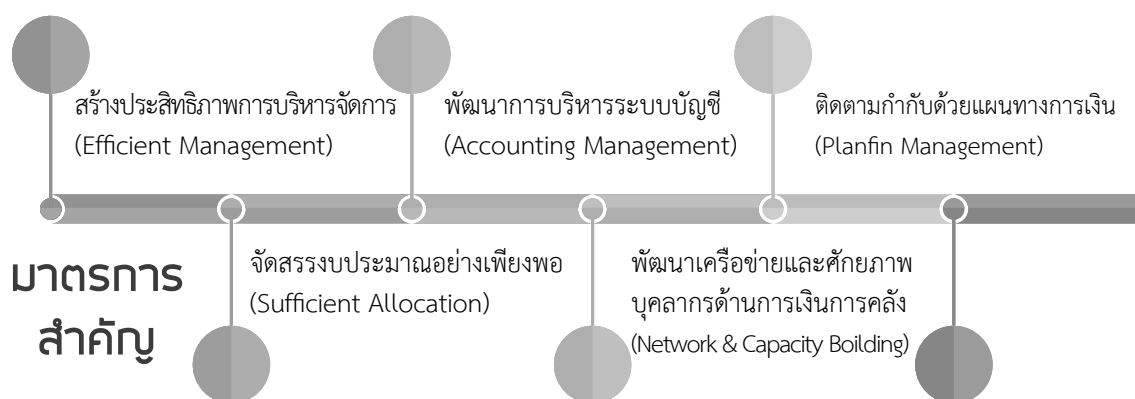 สร้างประสิทธิภาพการบริหารจัดการ
(Efficient Management)
พัฒนาการบริหารระบบบัญชี
(Accounting Management)
ติดตามกำกับด้วยแผนทางการเงิน
(Planfin Management)
มาตรการ
สำคัญ
จัดสรรงบประมาณอย่างเพียงพอ
(Sufficient Allocation)
พัฒนาเครือข่ายและศักยภาพ
บุคลากรด้านการเงินการคลัง
(Network & Capacity Boilding)